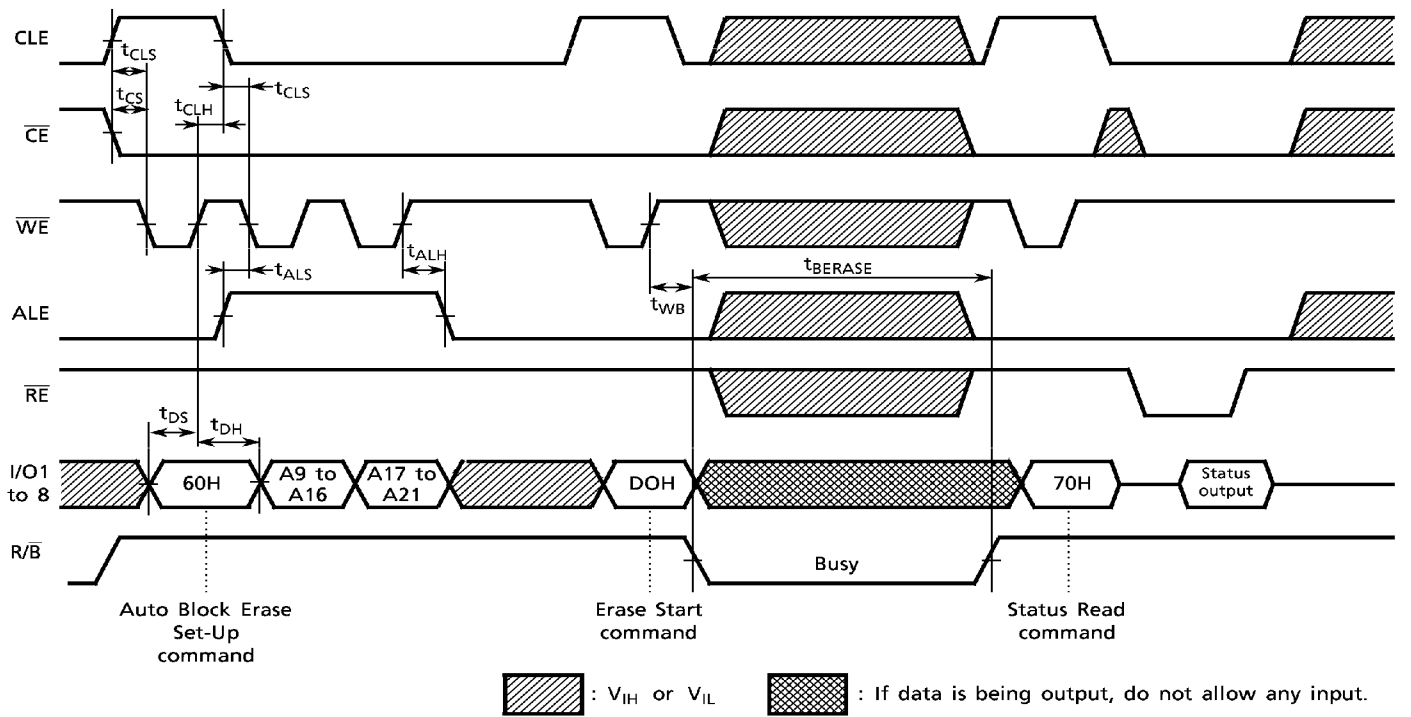 CLE
tCLS
tCS
tCLH
tCLS
CE
WE
tALS
tALH
tBERASE
tWB
ALE
RE
tDS
tDH
I/O1
to 8
60H
A9 to
A16
A17 to
A21
DOH
70H
Status
output
R/B
Busy
Auto Block Erase
Set-Up
command
Erase Start
command
Status Read
command
: VIH or VIL
: If data is being output, do not allow any input.